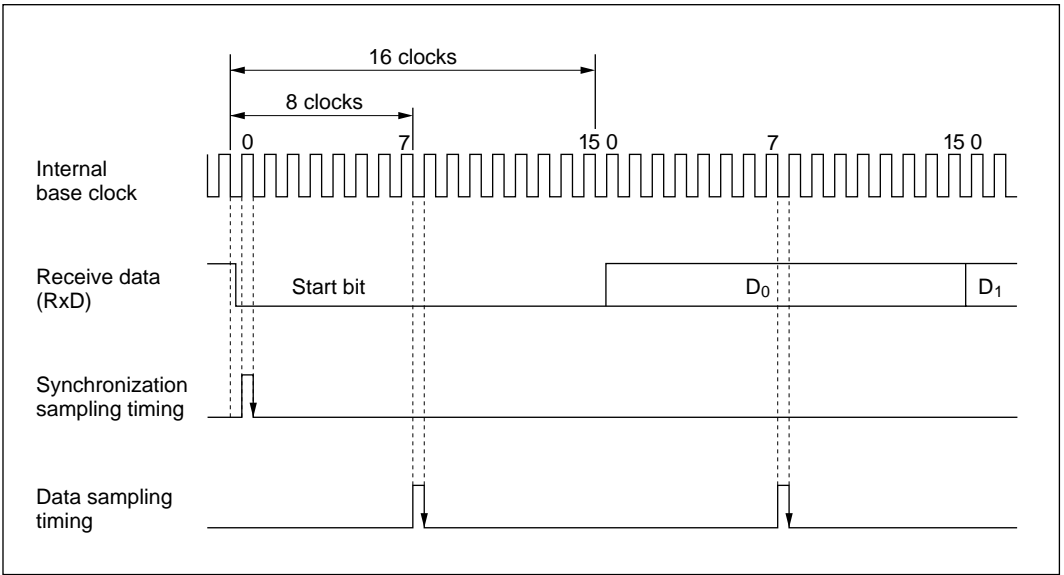 16 clocks
8 clocks
0 7 15 0 7 15 0
Internal
base clock
Receive data
(RxD)
Start bit D0 D1
Synchronization
sampling timing
Data sampling
timing